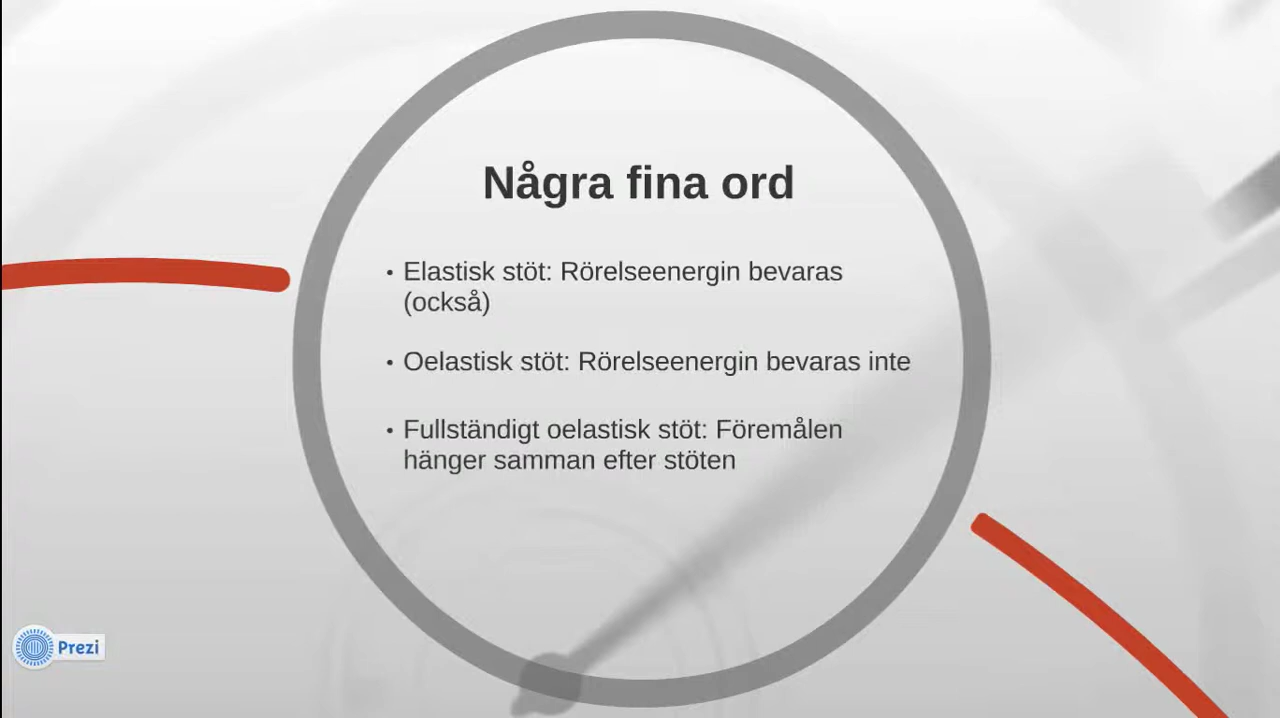 Några fina ord
• Elastisk stöt: Rörelseenergin bevaras
(också)
• Oelastisk stöt: Rörelseenergin bevaras inte
• Fullständigt oelastisk stöt: Föremålen
hänger samman efter stöten
Prezi